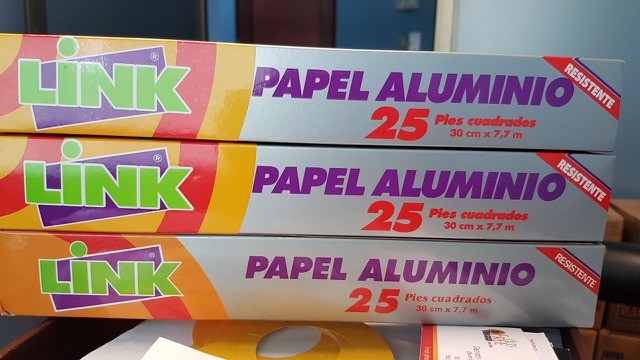 LiNK ®
PAPEL ALUMINIO
RESISTENTE
25 Pies cuadrados
30 cm x 7,7 m
LiNK ®
PAPEL ALUMINIO
RESISTENTE
25 Pies cuadrados
30 cm x 7,7 m
LiNK ®
PAPEL ALUMINIO
RESISTENTE
25 Pies cuadrados
30 cm x 7,7 m